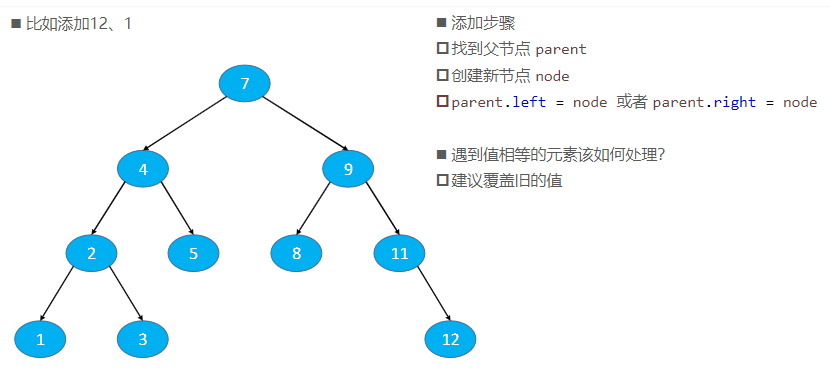 ■ 比如添加12、1
7
4
9
2
5
8
11
1
3
12
■ 添加步骤
找到父节点 parent
创建新节点 node
parent.left = node 或者 parent.right = node
■ 遇到值相等的元素该如何处理?
建议覆盖旧的值